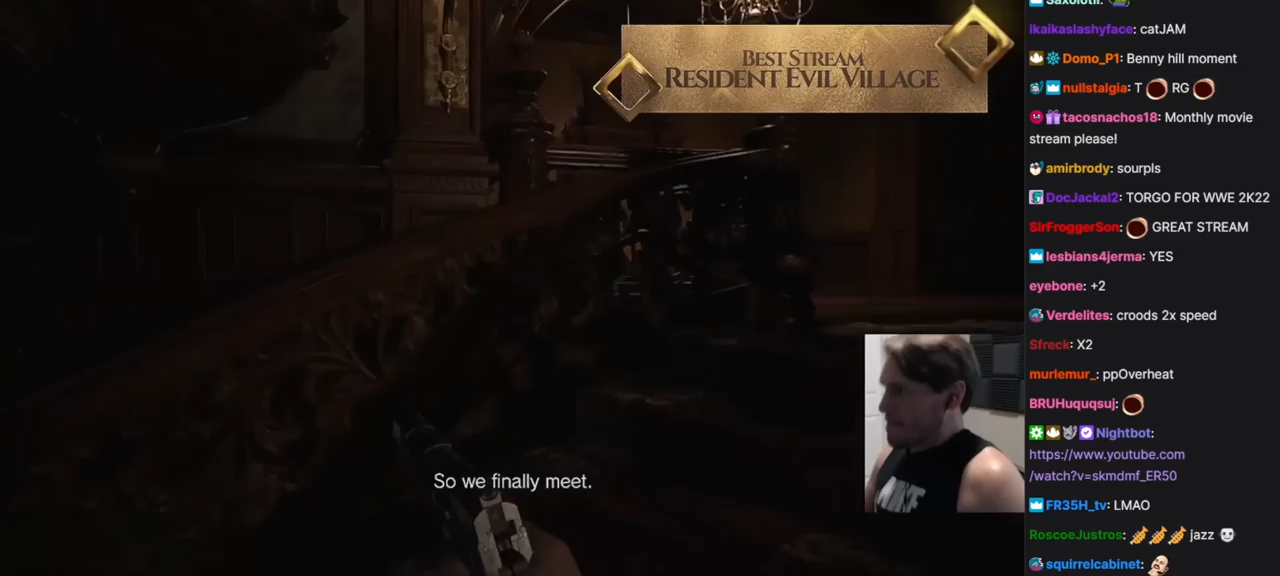 BEST STREAM
RESIDENT EVIL VILLAGE
So we finally meet.
ikaikaslashyface: catJAM
Domo_P1: Benny hill moment
nullstalgia: T RG
tacosnachos18: Monthly movie
stream please!
amirbrody: sourpls
DocJackal2: TORGO FOR WWE 2K22
SirFroggerSon: GREAT STREAM
lesbians4jerma: YES
eyebone: +2
Verdelites: croods 2x speed
Sfreck: X2
murlemur_: ppOverheat
BRUHuquqsuj:
Nightbot:
https://www.youtube.com
/watch?v=skmdmf_ER50
FR35H_tv: LMAO
RoscoeJustros: 🎺🎺🎺 jazz
squirrelcabinet: